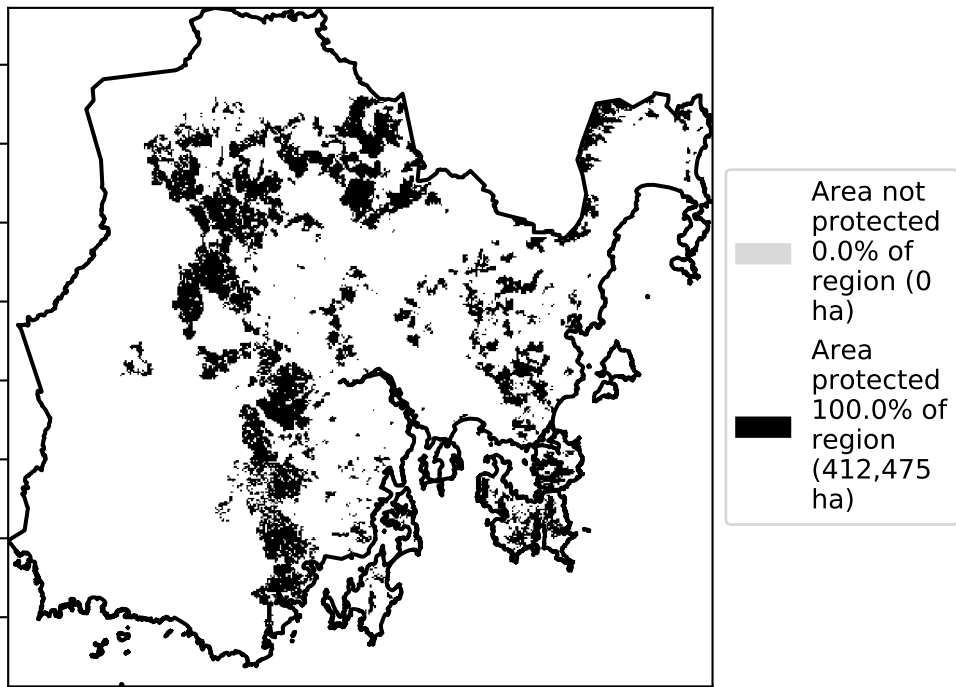 Area not
protected
0.0% of
region (0
ha)
Area
protected
100.0% of
region
(412,475
ha)